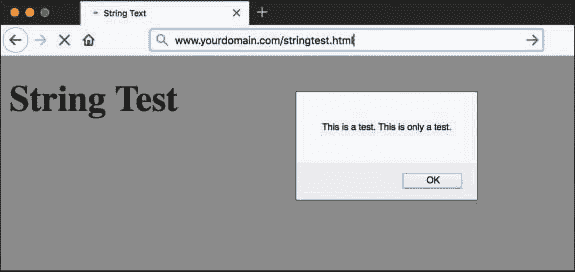 String Text
www.yourdomain.com/stringtest.html
String Test
This is a test. This is only a test.
OK